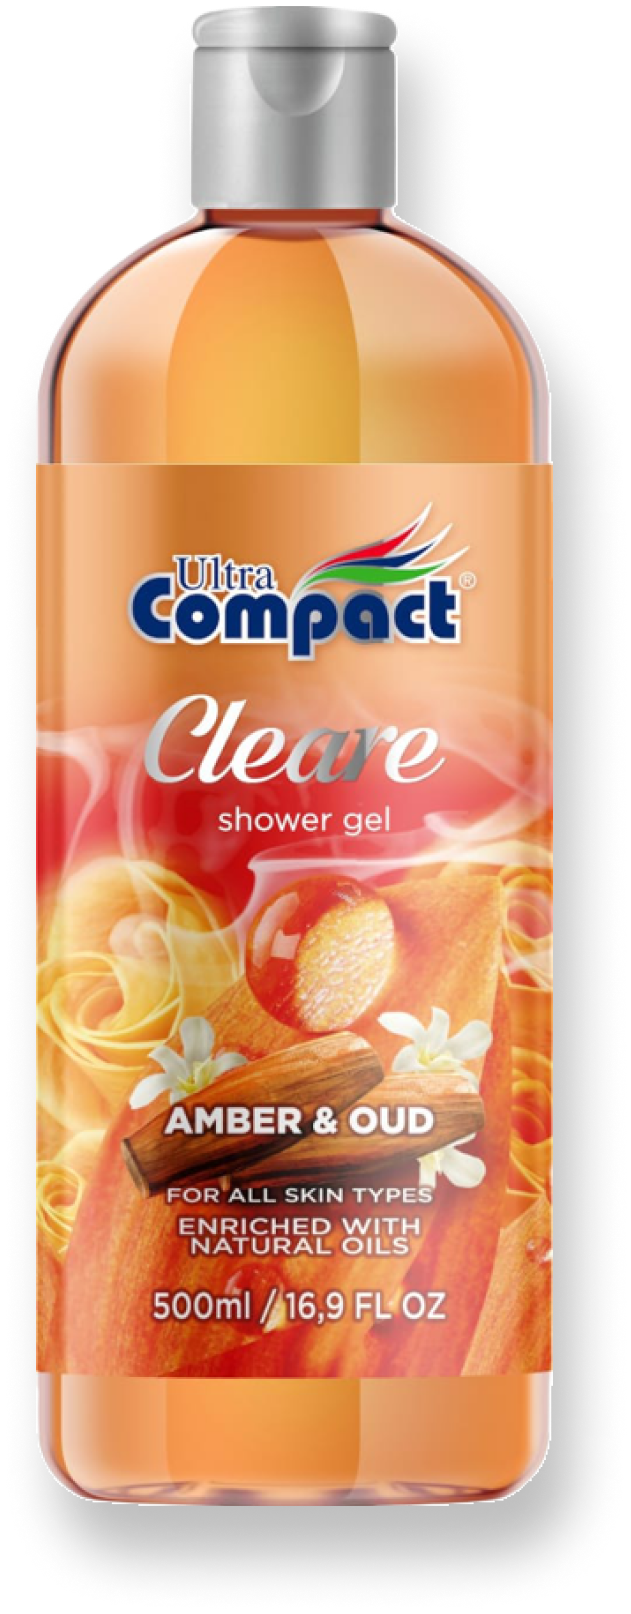 Ultra
Compact®
Cleare
shower gel
AMBER & OUD
FOR ALL SKIN TYPES
ENRICHED WITH
NATURAL OILS
500ml / 16,9 FL OZ